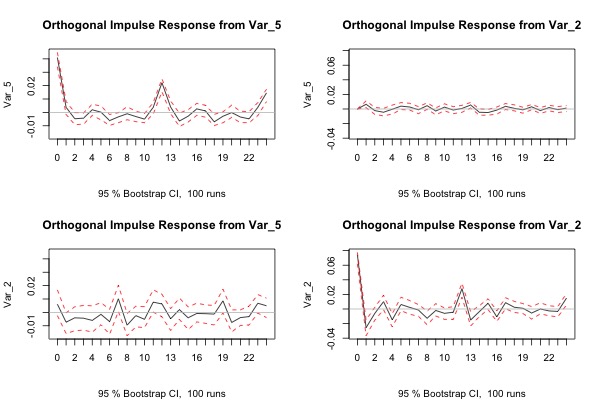 Orthogonal Impulse Response from Var_5
Var_5
0.02
-0.01
0 2 4 6 8 10 13 16 19 22
95 % Bootstrap CI, 100 runs
Orthogonal Impulse Response from Var_2
Var_5
0.06
0.02
-0.04
0 2 4 6 8 10 13 16 19 22
95 % Bootstrap CI, 100 runs
Orthogonal Impulse Response from Var_5
Var_2
0.02
-0.01
0 2 4 6 8 10 13 16 19 22
95 % Bootstrap CI, 100 runs
Orthogonal Impulse Response from Var_2
Var_2
0.06
0.02
-0.04
0 2 4 6 8 10 13 16 19 22
95 % Bootstrap CI, 100 runs